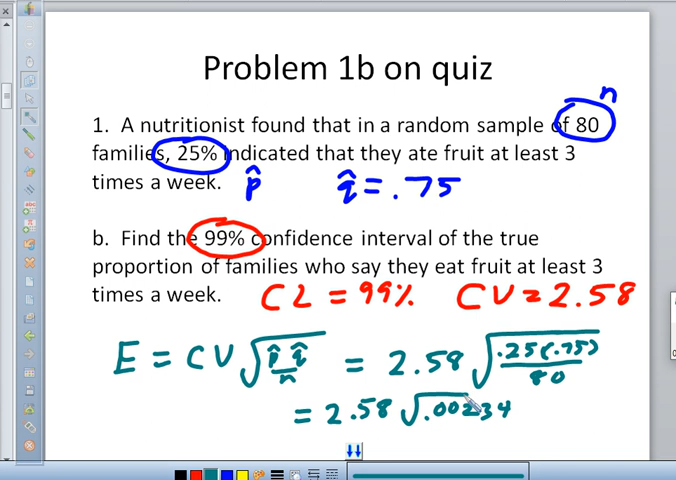 Problem 1b on quiz
n
1. A nutritionist found that in a random sample of 80
families, 25% indicated that they ate fruit at least 3
times a week. p̂ q̂ = .75
b. Find the 99% confidence interval of the true
proportion of families who say they eat fruit at least 3
times a week. CL = 99% CV = 2.58
E = CV √(p̂ q̂ / n) = 2.58 √(.25(.75) / 80)
= 2.58 √.00234